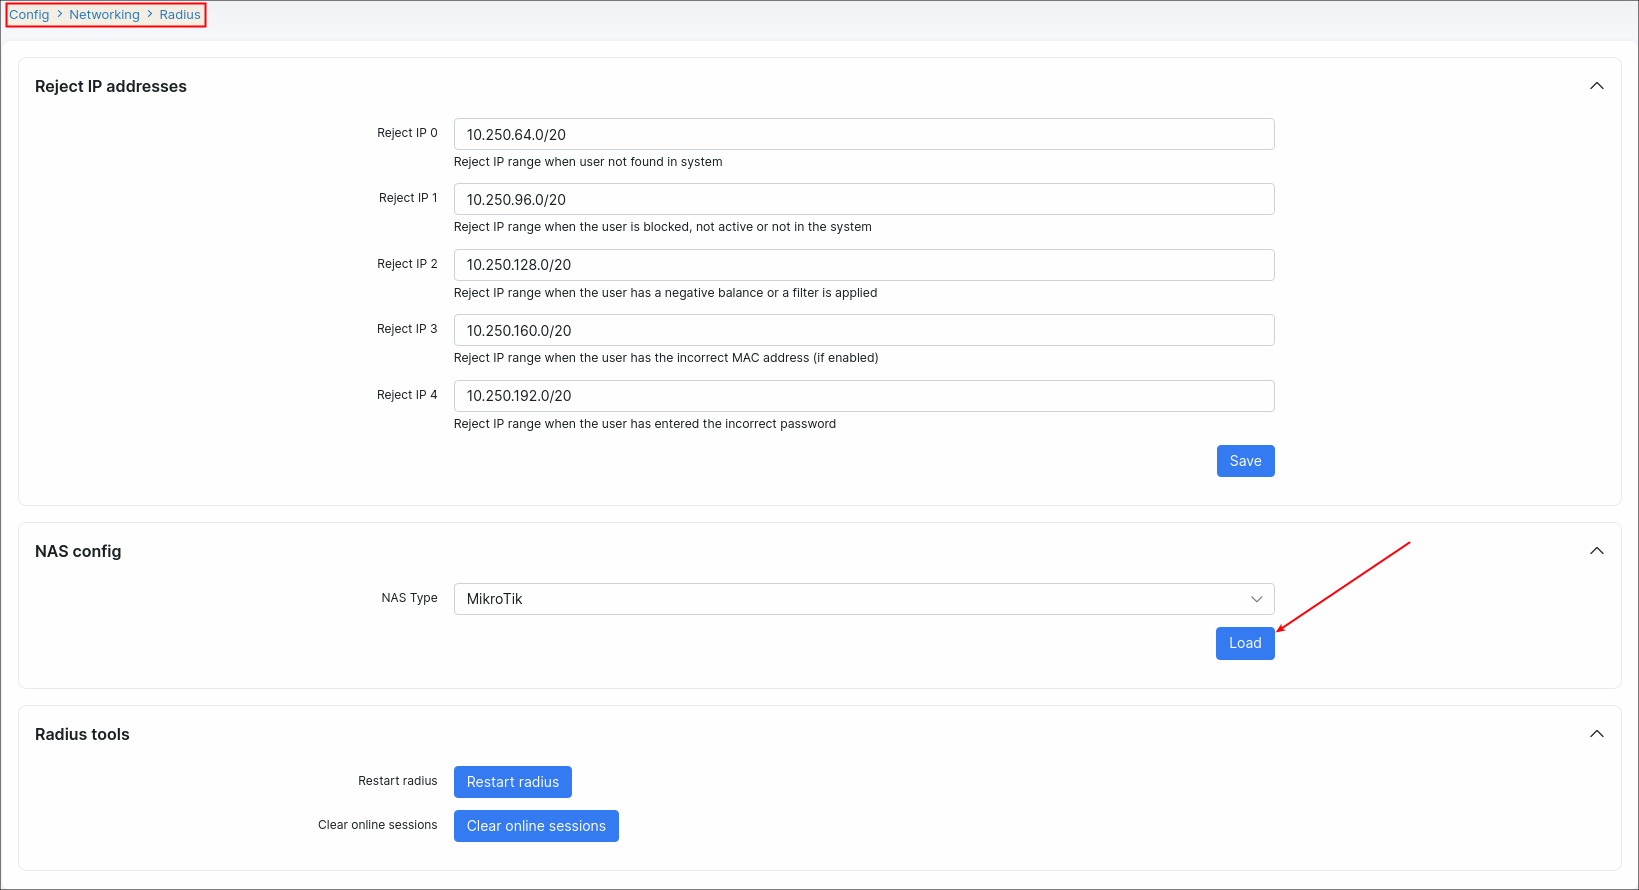 Config > Networking > Radius
Reject IP addresses
Reject IP 0
10.250.64.0/20
Reject IP range when user not found in system
Reject IP 1
10.250.96.0/20
Reject IP range when the user is blocked, not active or not in the system
Reject IP 2
10.250.128.0/20
Reject IP range when the user has a negative balance or a filter is applied
Reject IP 3
10.250.160.0/20
Reject IP range when the user has the incorrect MAC address (if enabled)
Reject IP 4
10.250.192.0/20
Reject IP range when the user has entered the incorrect password
Save
NAS config
NAS Type
MikroTik
Load
Radius tools
Restart radius
Restart radius
Clear online sessions
Clear online sessions